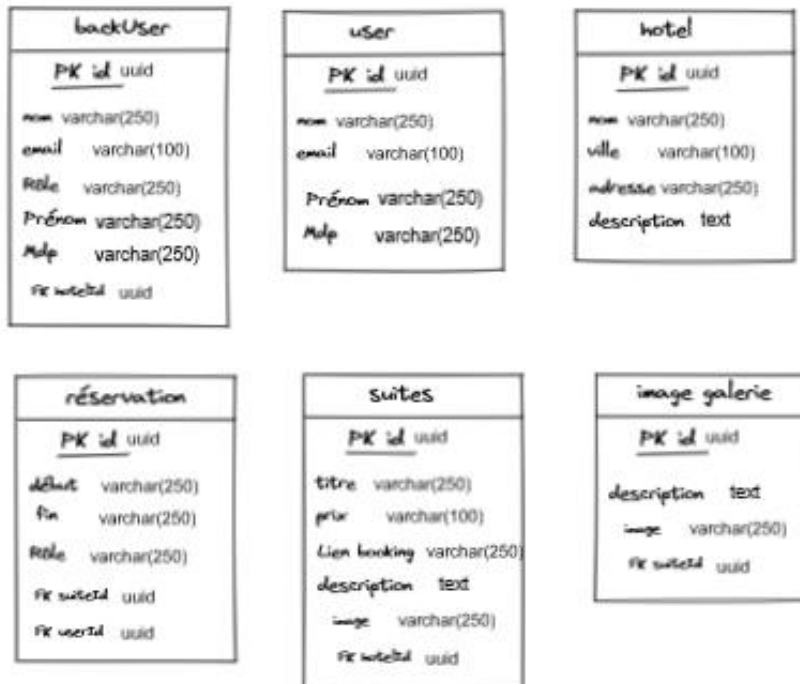 backUser
PK id uuid
nom varchar(250)
email varchar(100)
Rôle varchar(250)
Prénom varchar(250)
Mdp varchar(250)
FK hotelId uuid
user
PK id uuid
nom varchar(250)
email varchar(100)
Prénom varchar(250)
Mdp varchar(250)
hotel
PK id uuid
nom varchar(250)
ville varchar(100)
adresse varchar(250)
description text
réservation
PK id uuid
début varchar(250)
fin varchar(250)
Rôle varchar(250)
FK suiteId uuid
FK userId uuid
suites
PK id uuid
titre varchar(250)
prix varchar(100)
Lien booking varchar(250)
description text
image varchar(250)
FK hotelId uuid
image galerie
PK id uuid
description text
image varchar(250)
FK suiteId uuid